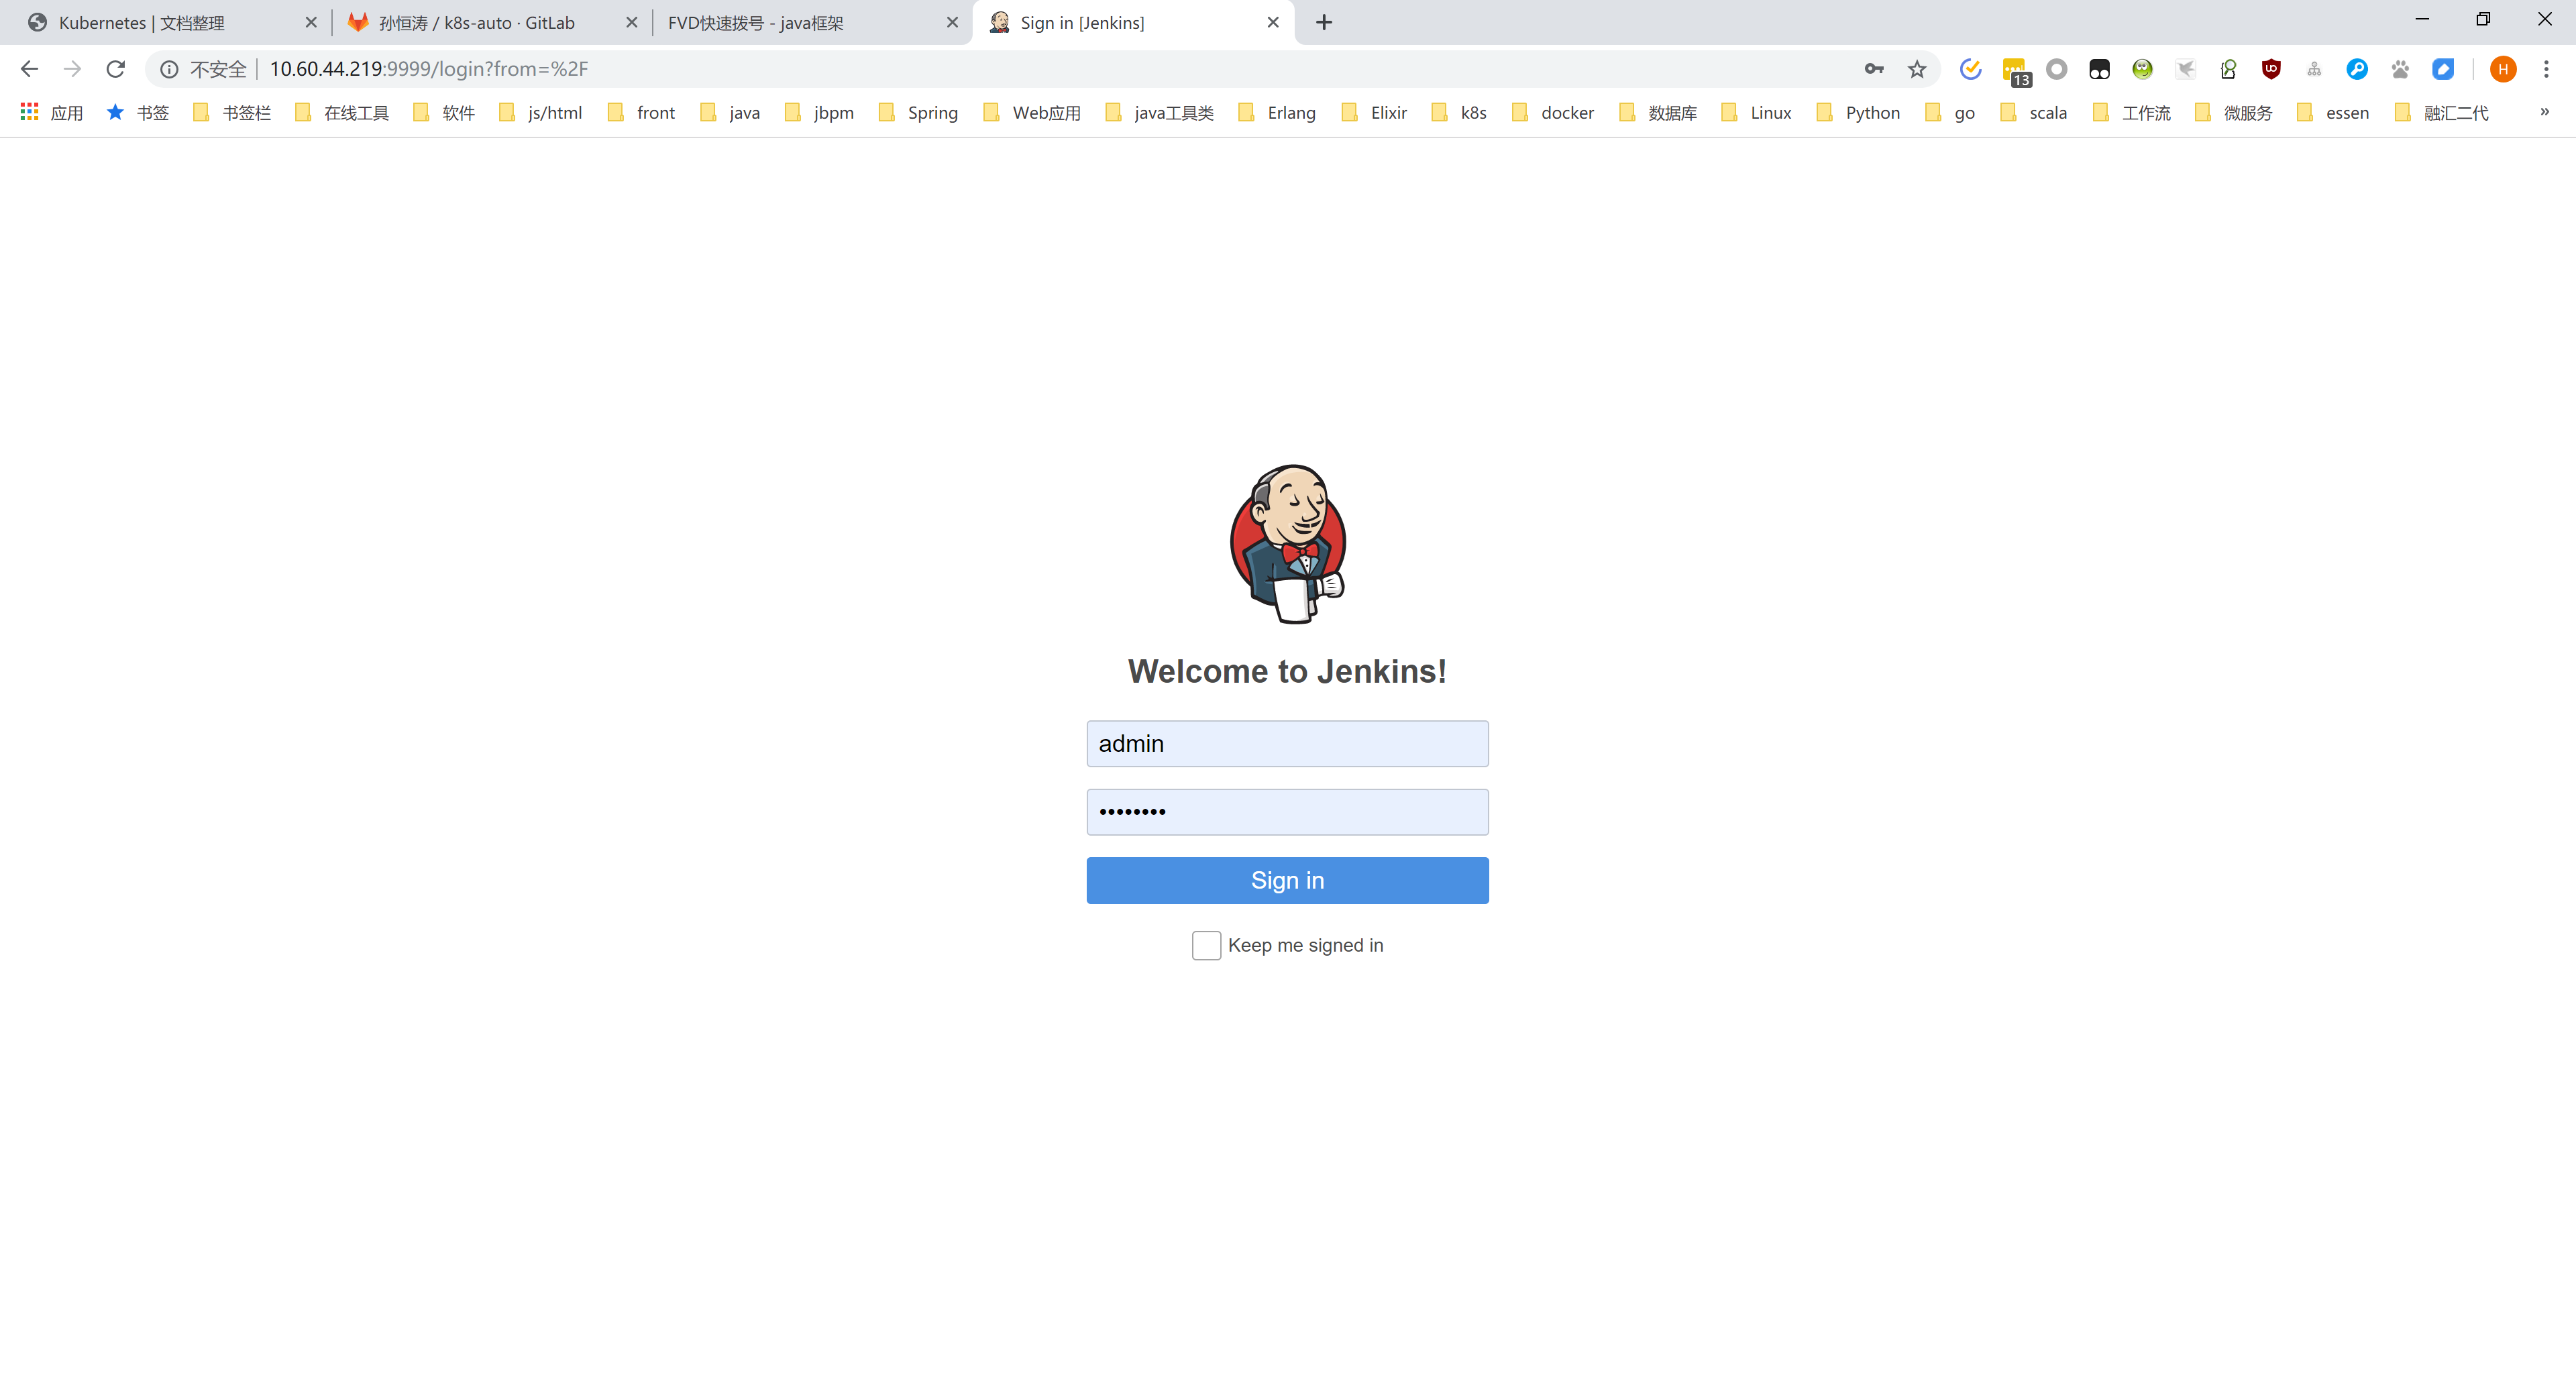 Kubernetes | 文档整理
孙恒涛 / k8s-auto · GitLab
FVD快速拨号 - java框架
Sign in [Jenkins]
不安全 | 10.60.44.219:9999/login?from=%2F
13
H
应用 书签 书签栏 在线工具 软件 js/html front java jbpm Spring Web应用 java工具类 Erlang Elixir k8s docker 数据库 Linux Python go scala 工作流 微服务 essen 融汇二代 »
Welcome to Jenkins!
admin
••••••••
Sign in
Keep me signed in